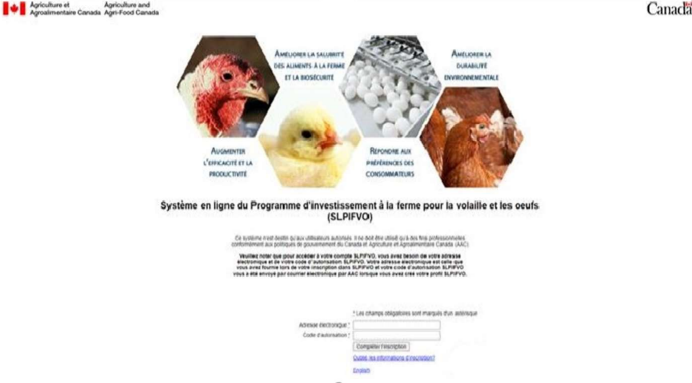 Agriculture et Agriculture and
Agroalimentaire Canada Agri-Food Canada
Canada
AMÉLIORER LA SALUBRITÉ
DES ALIMENTS À LA FERME
ET LA BIOSÉCURITÉ
AMÉLIORER LA
DURABILITÉ
ENVIRONNEMENTALE
AUGMENTER
L'EFFICACITÉ ET LA
PRODUCTIVITÉ
RÉPONDRE AUX
PRÉFÉRENCES DES
CONSOMMATEURS
Système en ligne du Programme d'investissement à la ferme pour la volaille et les oeufs
(SLPIFVO)
Ce système n'est destiné qu'aux utilisateurs autorisés. Il ne doit être utilisé qu'à des fins professionnelles,
conformément aux politiques de gouvernement du Canada et Agriculture et Agroalimentaire Canada (AAC).
Veuillez noter que pour accéder à votre compte SLPIFVO, vous avez besoin de votre adresse
électronique et de votre code d'autorisation SLPIFVO. Votre adresse électronique est celle que
vous avez fournie lors de votre inscription dans SLPIFVO et votre code d'autorisation SLPIFVO
vous a été envoyé par courriel électronique par AAC lorsque vous avez créé votre profil SLPIFVO.
* Les champs obligatoires sont marqués d'un astérisque
Adresse électronique:*
Code d'autorisation:*
Compléter l'inscription
Oublié les informations d'inscription?
English